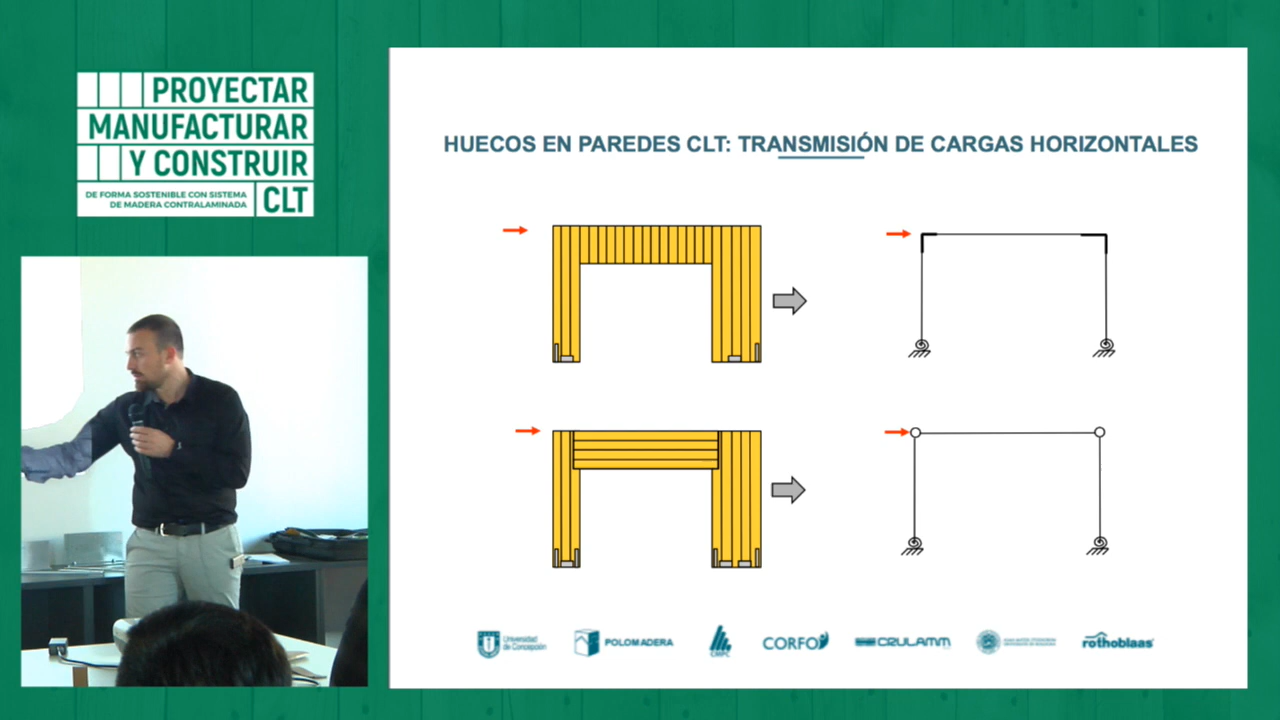 PROYECTAR
MANUFACTURAR
Y CONSTRUIR
DE FORMA SOSTENIBLE CON SISTEMA
DE MADERA CONTRALAMINADA
CLT
HUECOS EN PAREDES CLT: TRANSMISIÓN DE CARGAS HORIZONTALES
Universidad
de Concepción
POLOMADERA
CMPC
CORFO
CRULAMM
rothoblaas